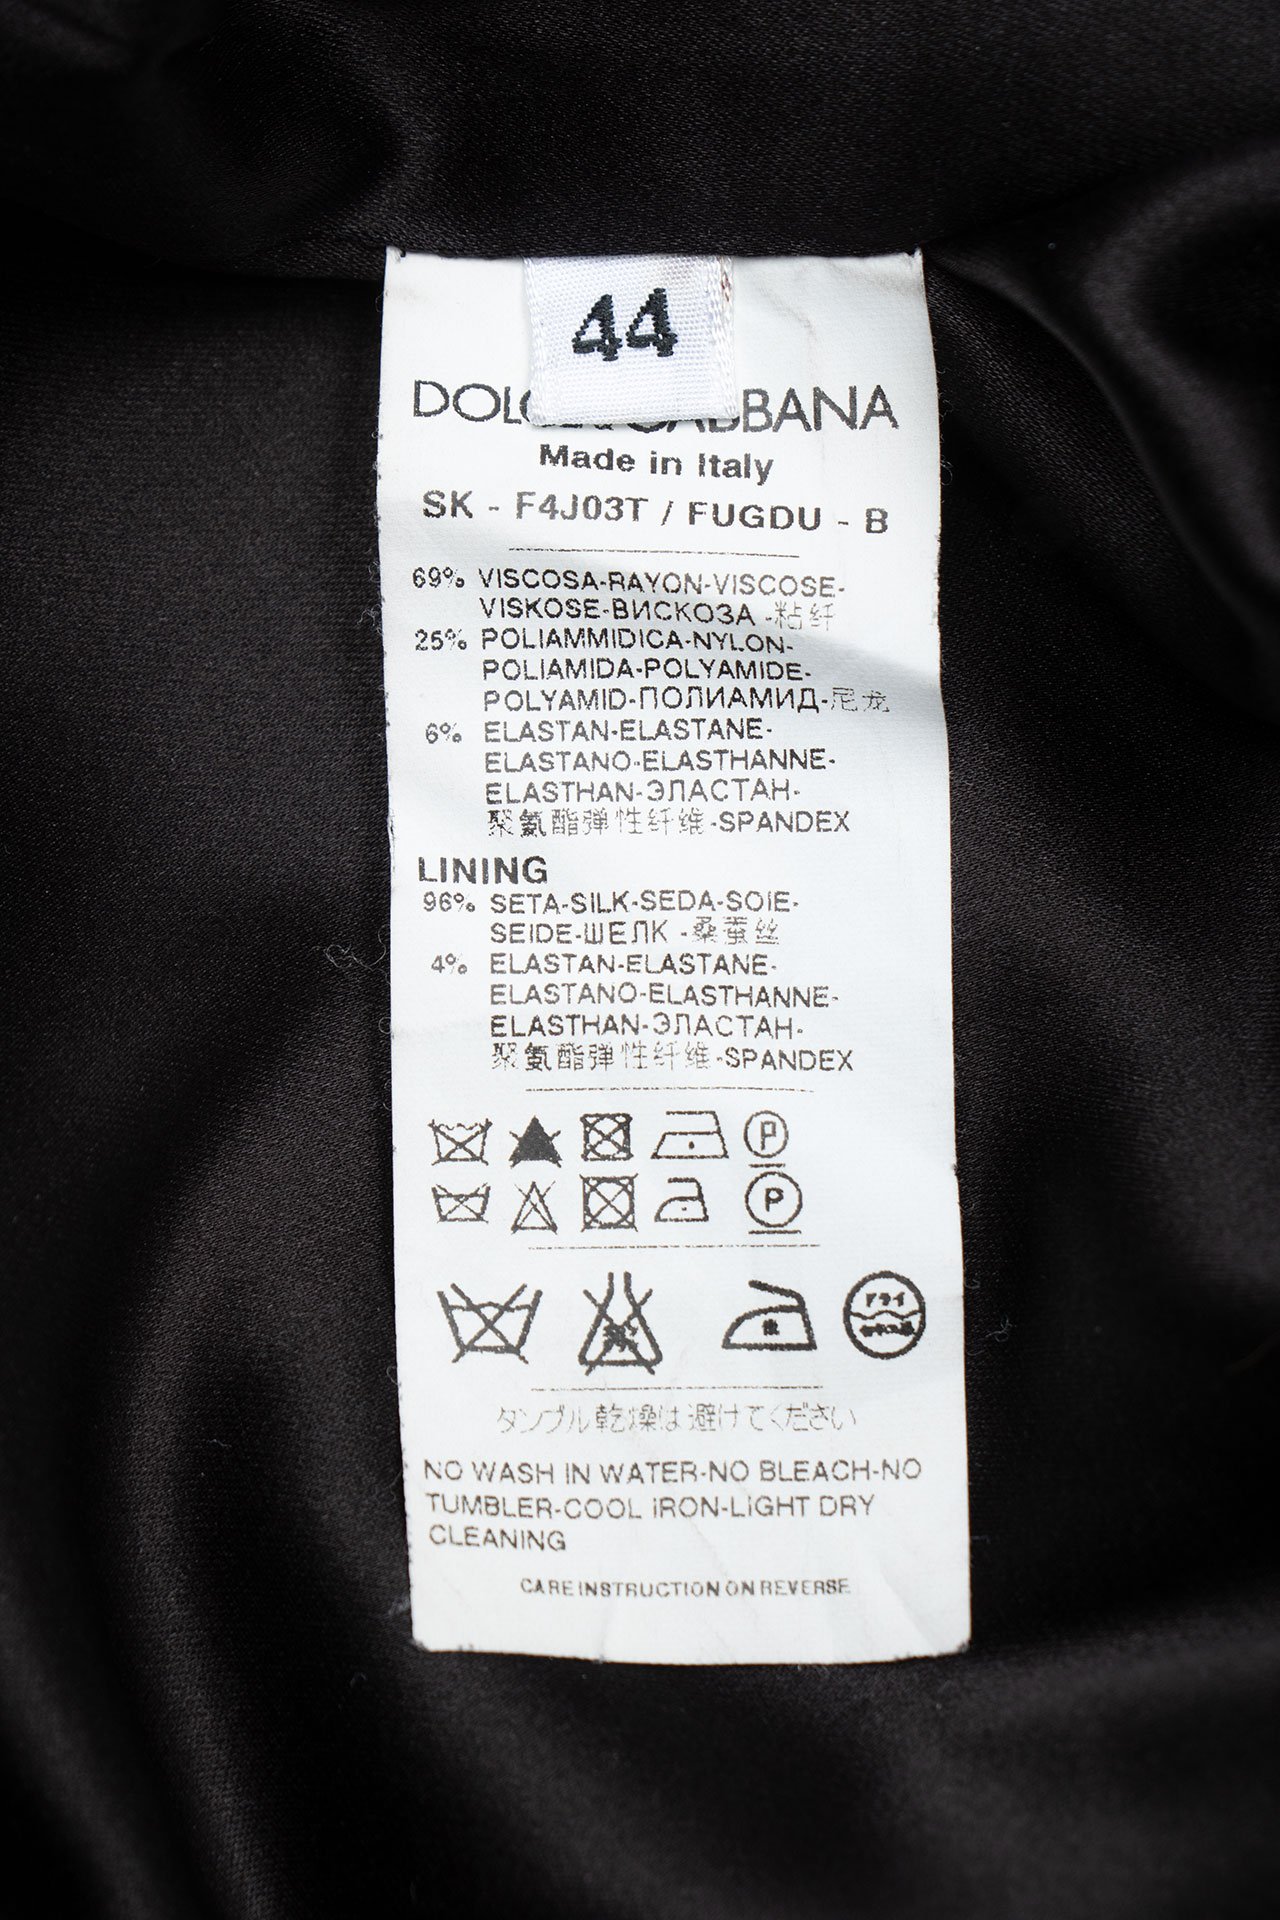 44
DOLCE & GABBANA
Made in Italy
SK - F4J03T / FUGDU - B
69% VISCOSA-RAYON-VISCOSE-
VISKOSE-ВИСКОЗА -粘纤
25% POLIAMMIDICA-NYLON-
POLIAMIDA-POLYAMIDE-
POLYAMID-ПОЛИАМИД-尼龙
6% ELASTAN-ELASTANE-
ELASTANO-ELASTHANNE-
ELASTHAN-ЭЛАСТАН-
聚氨酯弹性纤维-SPANDEX
LINING
96% SETA-SILK-SEDA-SOIE-
SEIDE-ШЕЛК -桑蚕丝
4% ELASTAN-ELASTANE-
ELASTANO-ELASTHANNE-
ELASTHAN-ЭЛАСТАН-
聚氨酯弹性纤维-SPANDEX
P
P
ドライ
タンブル乾燥は避けてください
NO WASH IN WATER-NO BLEACH-NO
TUMBLER-COOL IRON-LIGHT DRY
CLEANING
CARE INSTRUCTION ON REVERSE